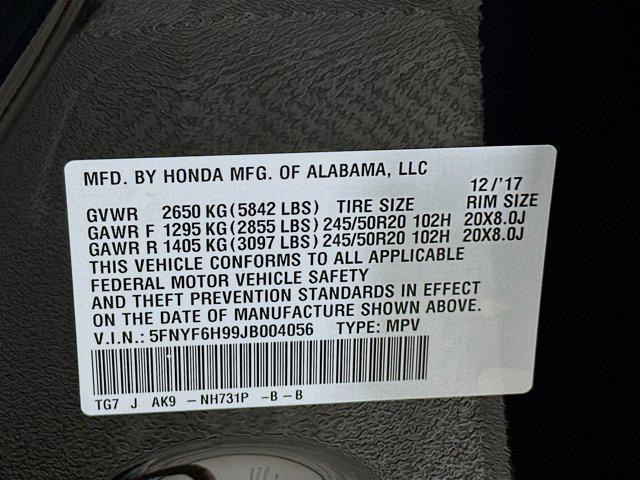 MFD. BY HONDA MFG. OF ALABAMA, LLC 12/'17
GVWR 2650 KG (5842 LBS) TIRE SIZE RIM SIZE
GAWR F 1295 KG (2855 LBS) 245/50R20 102H 20X8.0J
GAWR R 1405 KG (3097 LBS) 245/50R20 102H 20X8.0J
THIS VEHICLE CONFORMS TO ALL APPLICABLE
FEDERAL MOTOR VEHICLE SAFETY
AND THEFT PREVENTION STANDARDS IN EFFECT
ON THE DATE OF MANUFACTURE SHOWN ABOVE.
V.I.N.: 5FNYF6H99JB004056 TYPE: MPV
TG7 J AK9 -NH731P -B-B